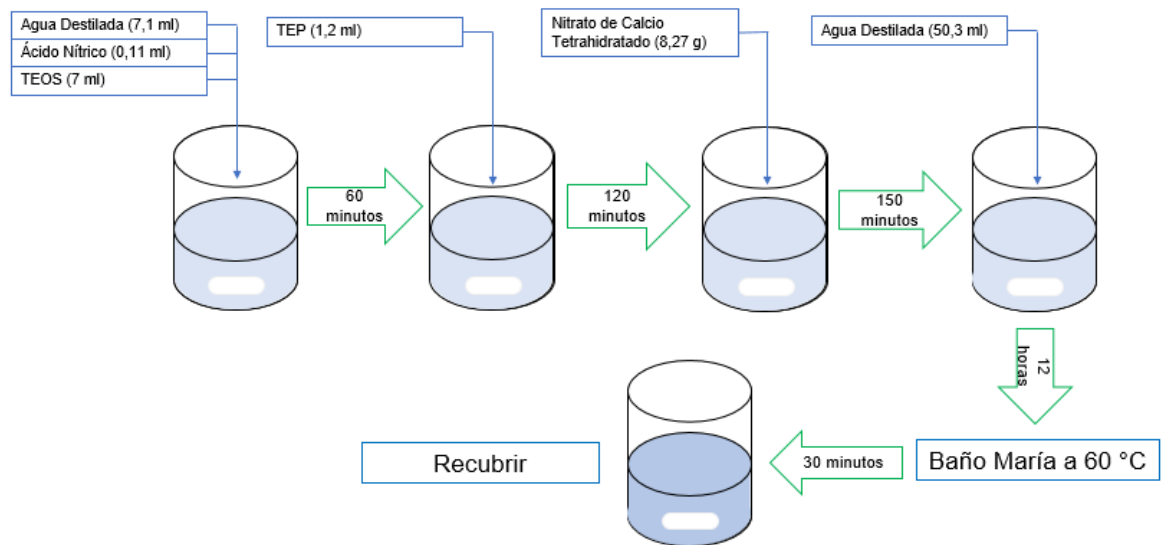 Agua Destilada (7,1 ml)
Ácido Nítrico (0,11 ml)
TEOS (7 ml)
TEP (1,2 ml)
Nitrato de Calcio
Tetrahidratado (8,27 g)
Agua Destilada (50,3 ml)
60
minutos
120
minutos
150
minutos
12
horas
Baño María a 60 °C
30 minutos
Recubrir